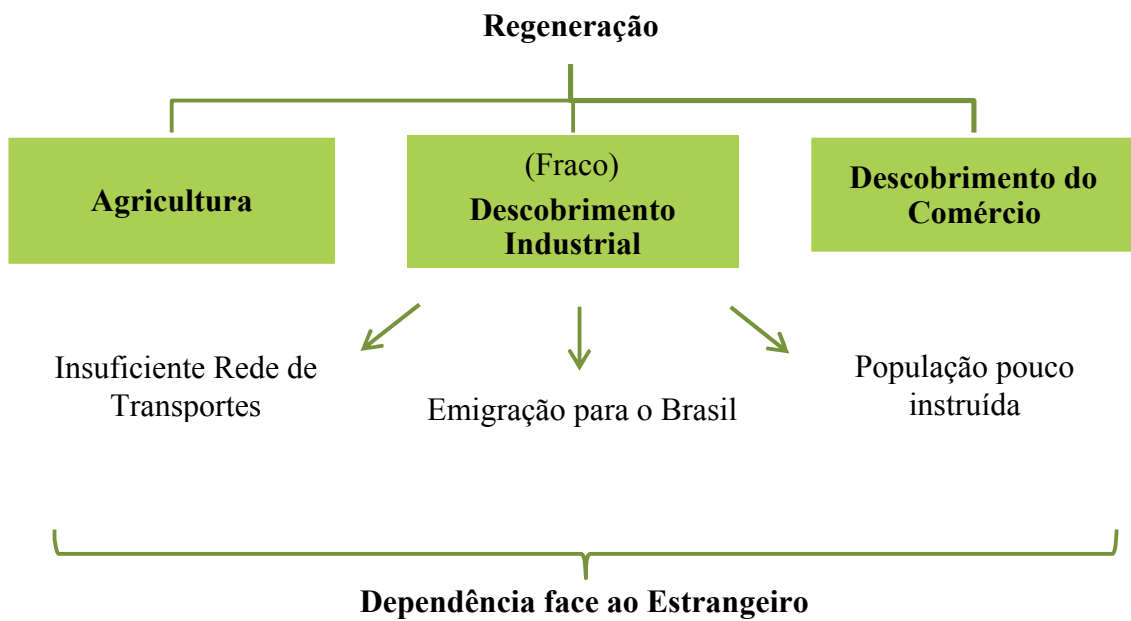 Regeneração
Agricultura
(Fraco)
Descobrimento
Industrial
Descobrimento do
Comércio
Insuficiente Rede de
Transportes
Emigração para o Brasil
População pouco
instruída
Dependência face ao Estrangeiro